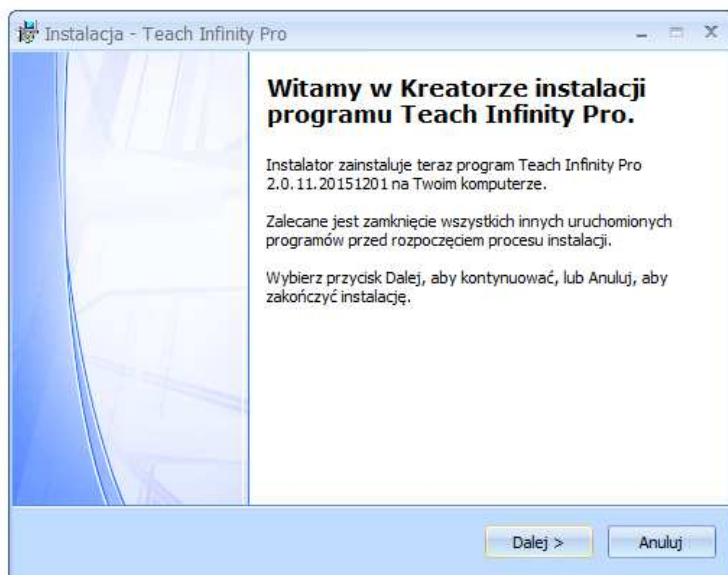 Instalacja - Teach Infinity Pro
Witamy w Kreatorze instalacji
programu Teach Infinity Pro.
Instalator zainstaluje teraz program Teach Infinity Pro
2.0.11.20151201 na Twoim komputerze.
Zalecane jest zamknięcie wszystkich innych uruchomionych
programów przed rozpoczęciem procesu instalacji.
Wybierz przycisk Dalej, aby kontynuować, lub Anuluj, aby
zakończyć instalację.
Dalej >
Anuluj